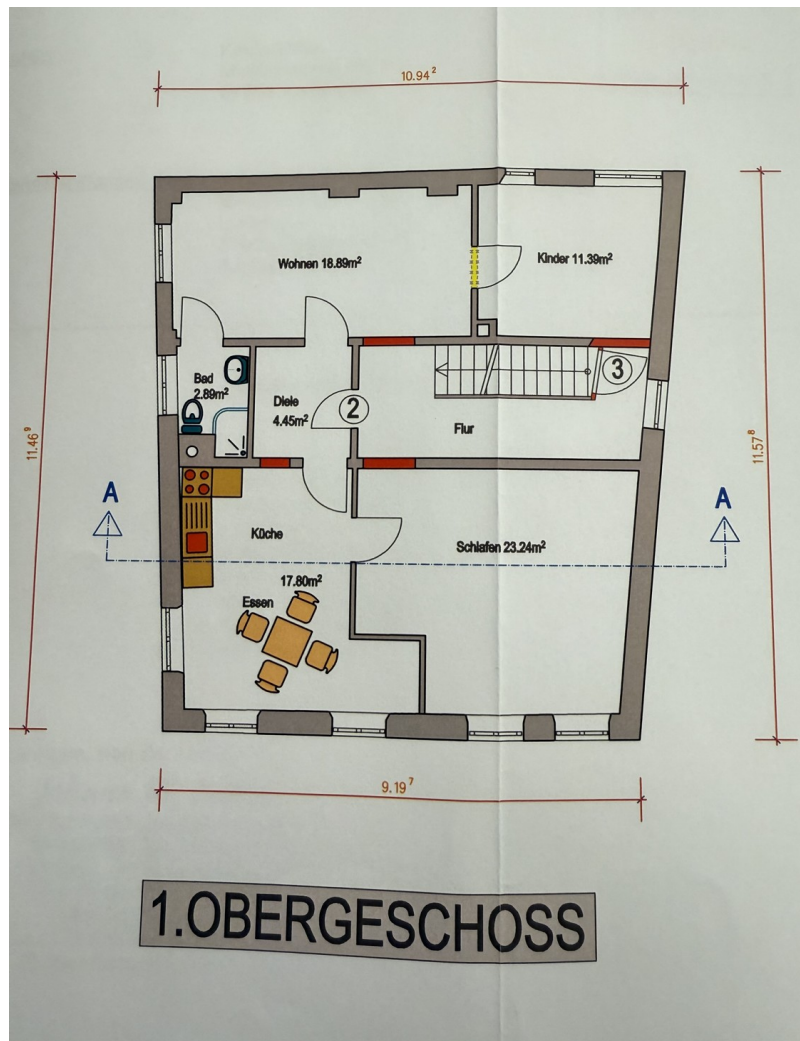 10.94²
Wohnen 18.89m²
Kinder 11.39m²
Bad
2.89m²
Diele
4.45m²
2
3
Flur
11.46⁹
11.57⁸
A
A
Küche
17.80m²
Essen
Schlafen 23.24m²
9.19⁷
1.OBERGESCHOSS